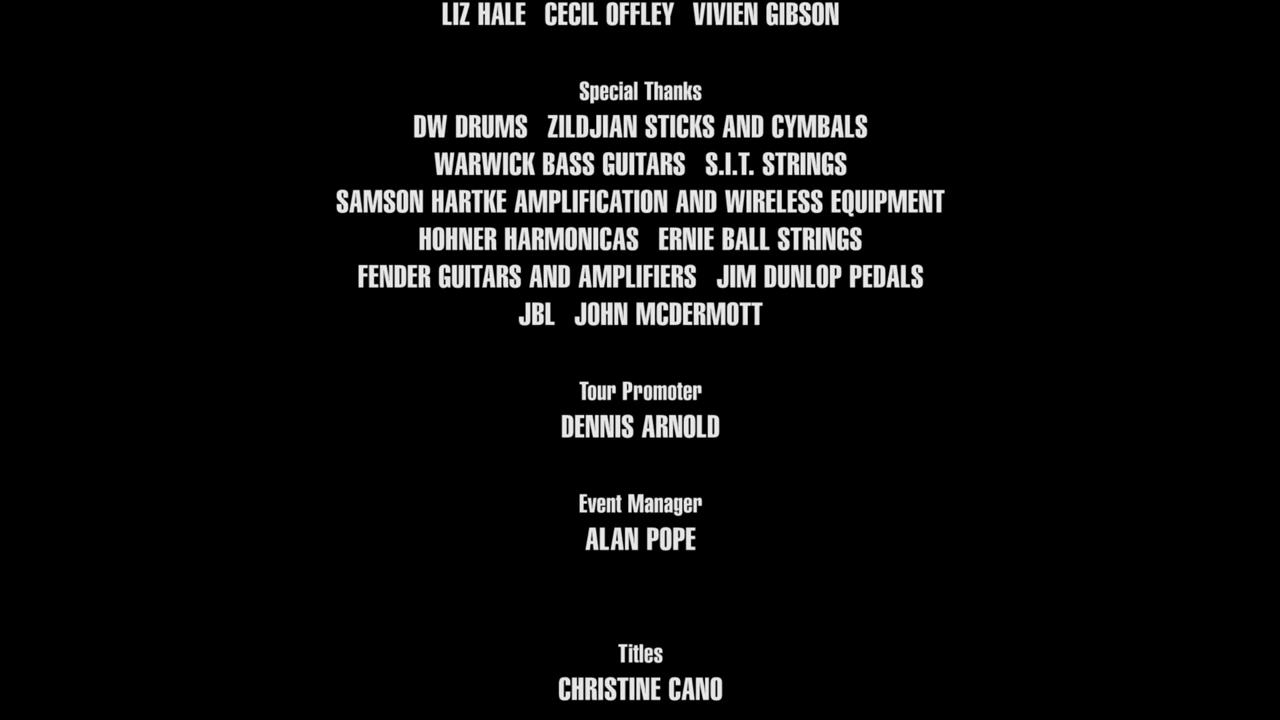 LIZ HALE CECIL OFFLEY VIVIEN GIBSON
Special Thanks
DW DRUMS ZILDJIAN STICKS AND CYMBALS
WARWICK BASS GUITARS S.I.T. STRINGS
SAMSON HARTKE AMPLIFICATION AND WIRELESS EQUIPMENT
HOHNER HARMONICAS ERNIE BALL STRINGS
FENDER GUITARS AND AMPLIFIERS JIM DUNLOP PEDALS
JBL JOHN MCDERMOTT
Tour Promoter
DENNIS ARNOLD
Event Manager
ALAN POPE
Titles
CHRISTINE CANO